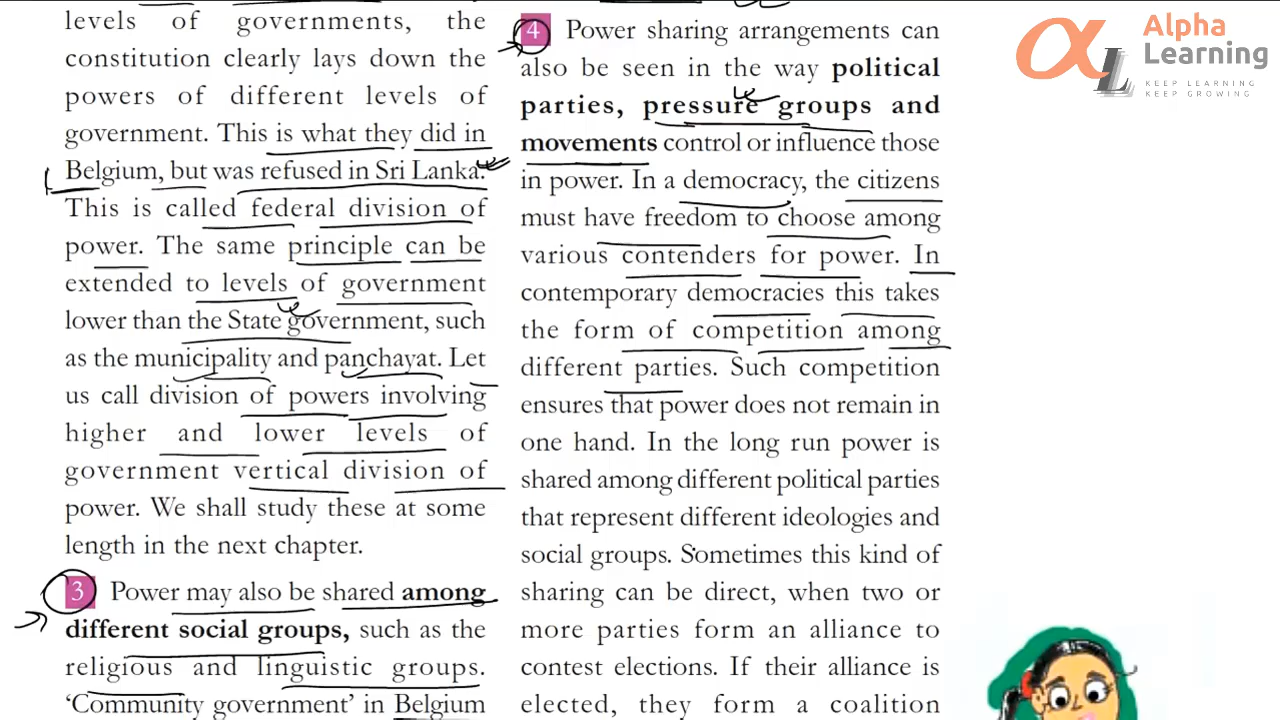 levels of governments, the
constitution clearly lays down the
powers of different levels of
government. This is what they did in
Belgium, but was refused in Sri Lanka.
This is called federal division of
power. The same principle can be
extended to levels of government
lower than the State government, such
as the municipality and panchayat. Let
us call division of powers involving
higher and lower levels of
government vertical division of
power. We shall study these at some
length in the next chapter.
3 Power may also be shared among
different social groups, such as the
religious and linguistic groups.
‘Community government’ in Belgium
4 Power sharing arrangements can
also be seen in the way political
parties, pressure groups and
movements control or influence those
in power. In a democracy, the citizens
must have freedom to choose among
various contenders for power. In
contemporary democracies this takes
the form of competition among
different parties. Such competition
ensures that power does not remain in
one hand. In the long run power is
shared among different political parties
that represent different ideologies and
social groups. Sometimes this kind of
sharing can be direct, when two or
more parties form an alliance to
contest elections. If their alliance is
elected, they form a coalition
αL Alpha
Learning
KEEP LEARNING
KEEP GROWING